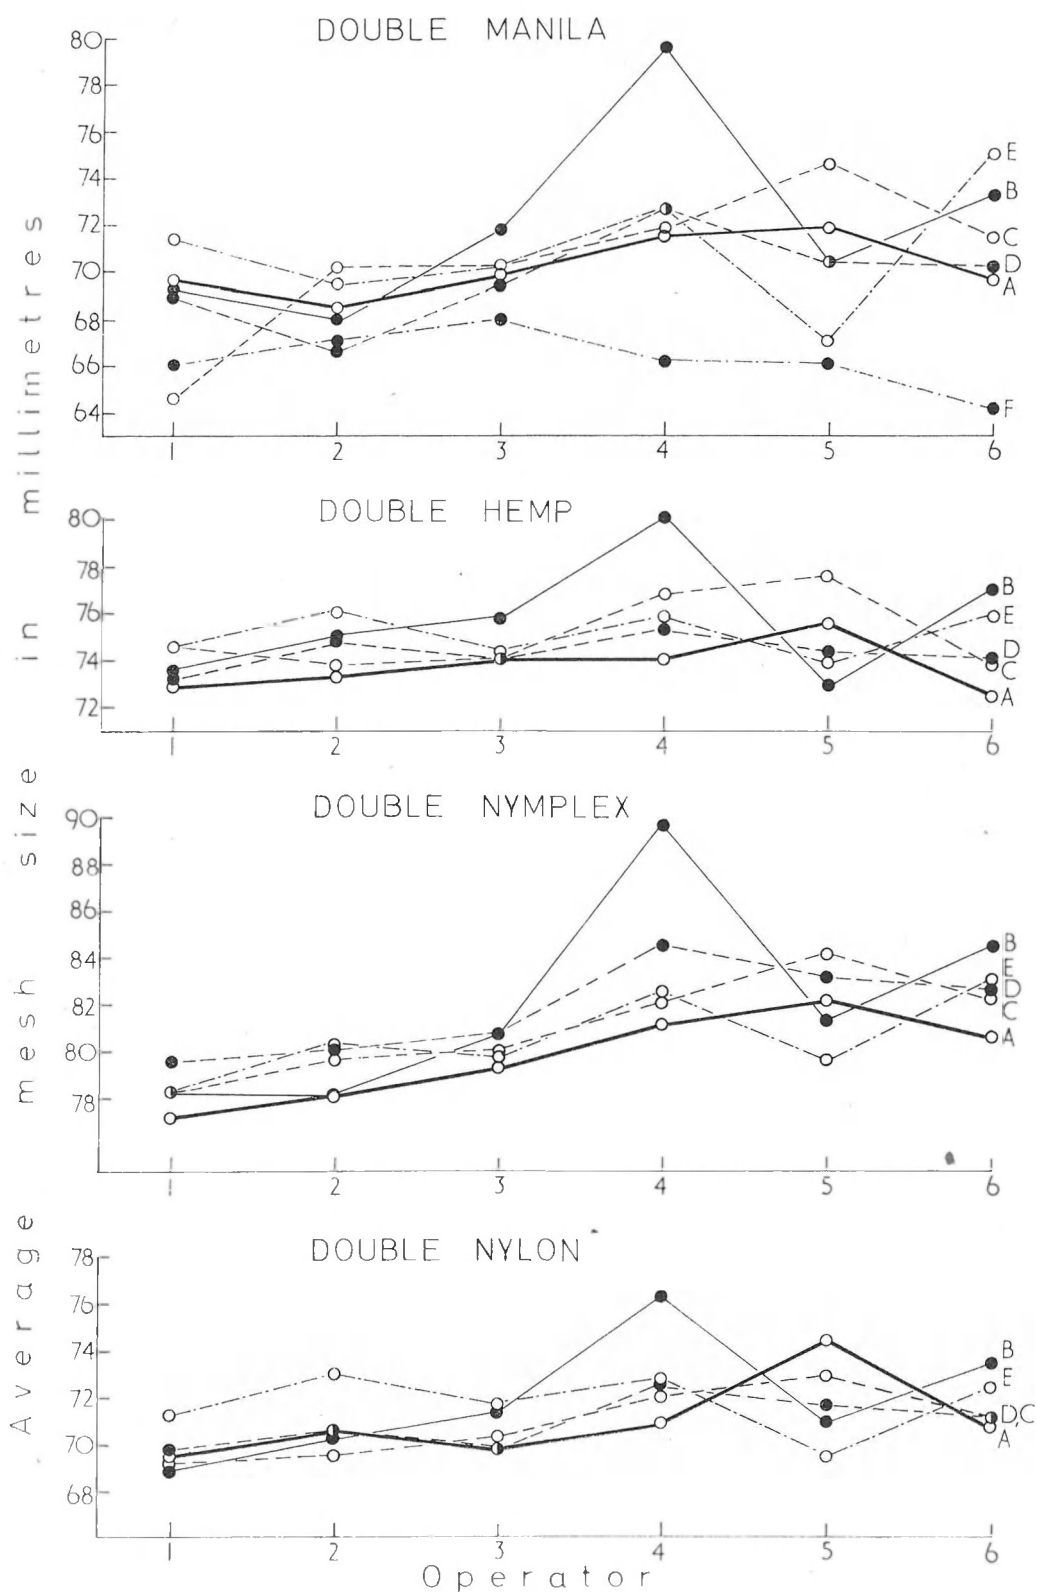 DOUBLE MANILA
80
78
76
74
72
70
68
66
64
E
B
C
D
A
F
1 2 3 4 5 6
DOUBLE HEMP
80
78
76
74
72
B
E
D
C
A
1 2 3 4 5 6
DOUBLE NYMPLEX
90
88
86
84
82
80
78
B
E
D
C
A
1 2 3 4 5 6
DOUBLE NYLON
78
76
74
72
70
68
B
E
D,C
A
1 2 3 4 5 6
Operator
Average mesh size in millimetres